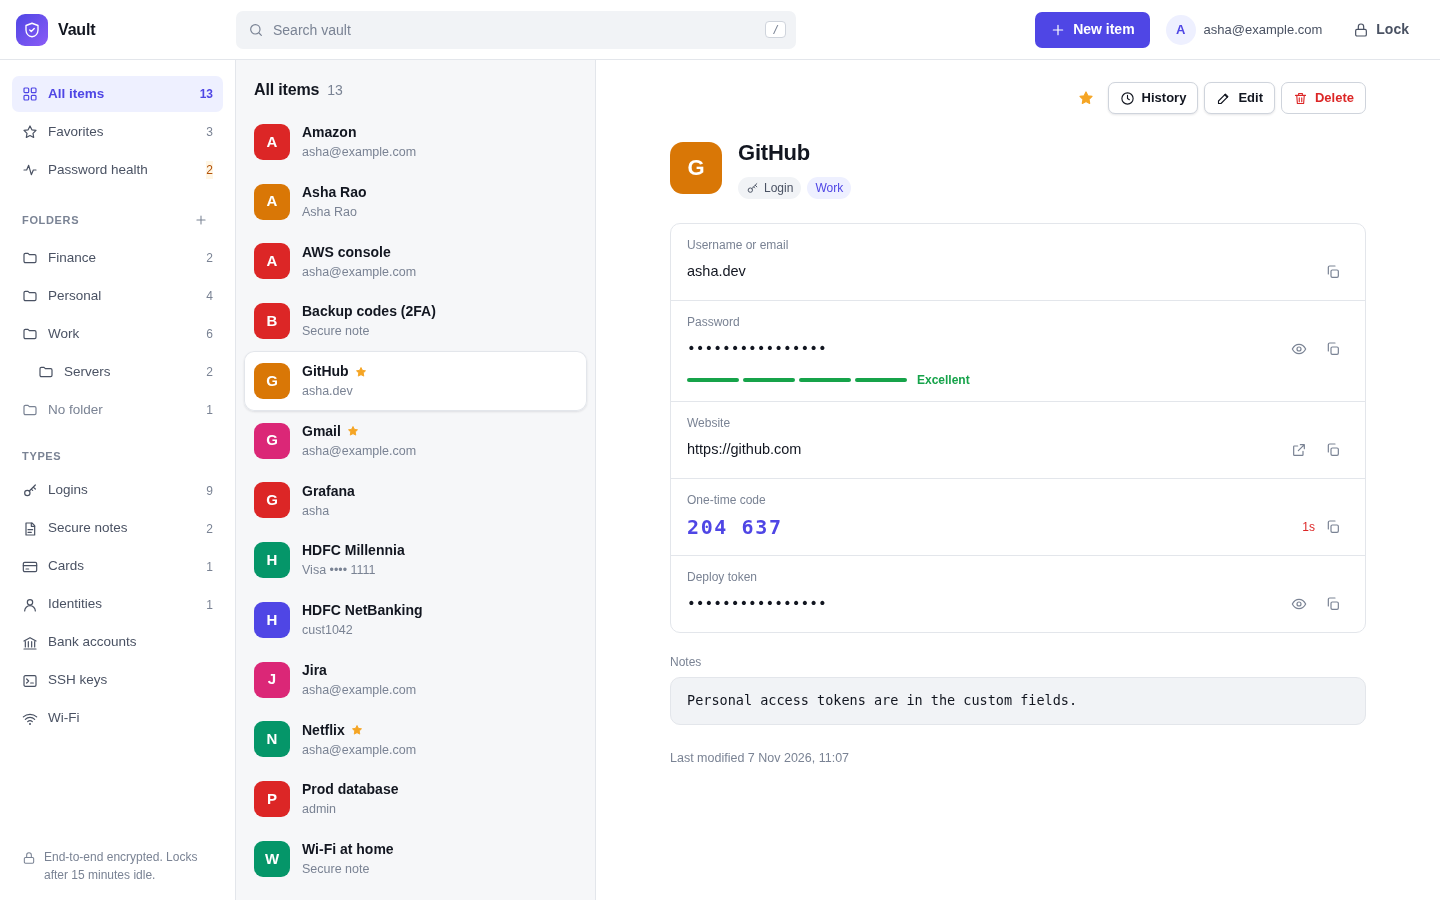 Vault
Search vault
/
New item
A
asha@example.com
Lock
All items 13
Favorites 3
Password health 2
FOLDERS
Finance 2
Personal 4
Work 6
Servers 2
No folder 1
TYPES
Logins 9
Secure notes 2
Cards 1
Identities 1
Bank accounts
SSH keys
Wi-Fi
End-to-end encrypted. Locks
after 15 minutes idle.
All items 13
A
Amazon
asha@example.com
A
Asha Rao
Asha Rao
A
AWS console
asha@example.com
B
Backup codes (2FA)
Secure note
G
GitHub
asha.dev
G
Gmail
asha@example.com
G
Grafana
asha
H
HDFC Millennia
Visa •••• 1111
H
HDFC NetBanking
cust1042
J
Jira
asha@example.com
N
Netflix
asha@example.com
P
Prod database
admin
W
Wi-Fi at home
Secure note
History
Edit
Delete
G
GitHub
Login
Work
Username or email
asha.dev
Password
••••••••••••••••
Excellent
Website
https://github.com
One-time code
204 637
1s
Deploy token
••••••••••••••••
Notes
Personal access tokens are in the custom fields.
Last modified 7 Nov 2026, 11:07